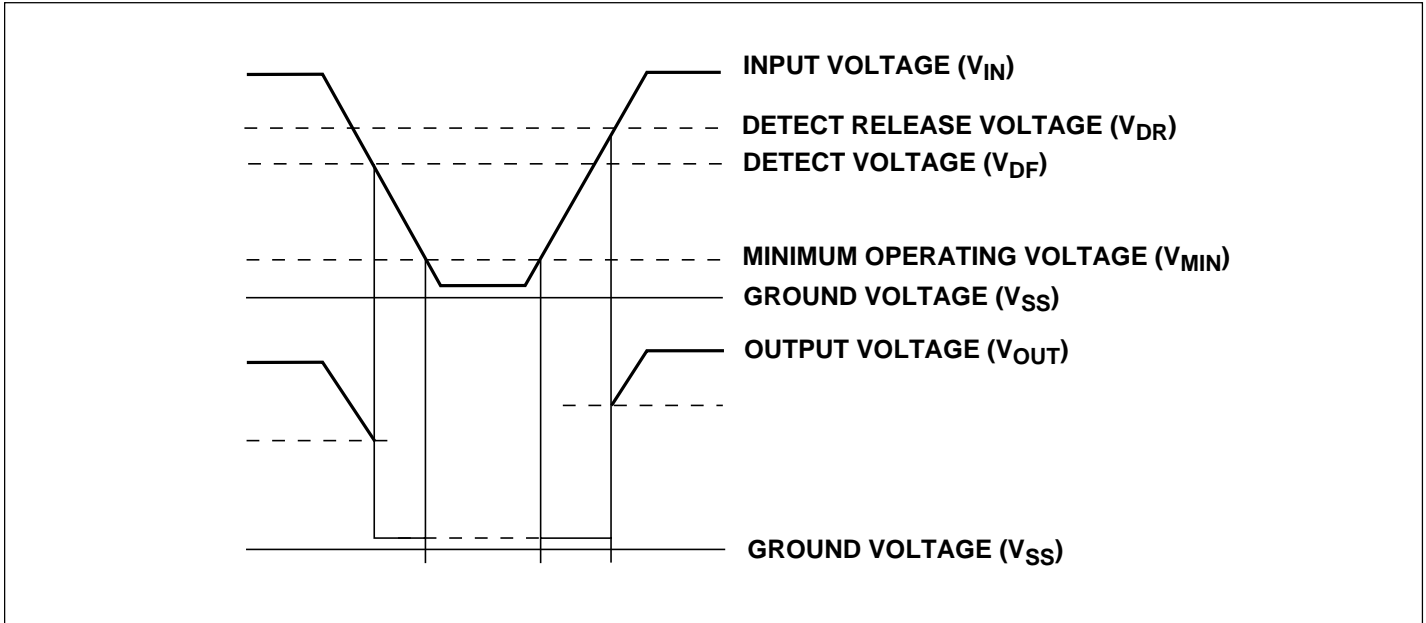 INPUT VOLTAGE (VIN)
DETECT RELEASE VOLTAGE (VDR)
DETECT VOLTAGE (VDF)
MINIMUM OPERATING VOLTAGE (VMIN)
GROUND VOLTAGE (VSS)
OUTPUT VOLTAGE (VOUT)
GROUND VOLTAGE (VSS)